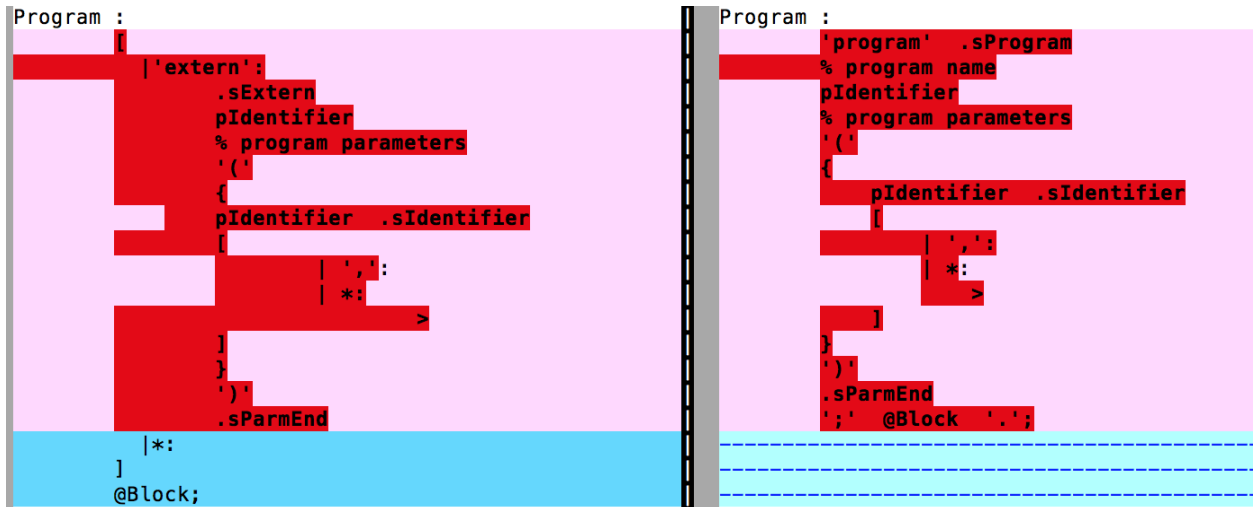 Program :
[
|'extern':
.sExtern
pIdentifier
% program parameters
'('
{
pIdentifier .sIdentifier
[
| ',':
| *:
>
]
}
')'
.sParmEnd
|*:
]
@Block;
Program :
'program' .sProgram
% program name
pIdentifier
% program parameters
'('
{
pIdentifier .sIdentifier
[
| ',':
| *:
>
]
}
')'
.sParmEnd
';' @Block '.';